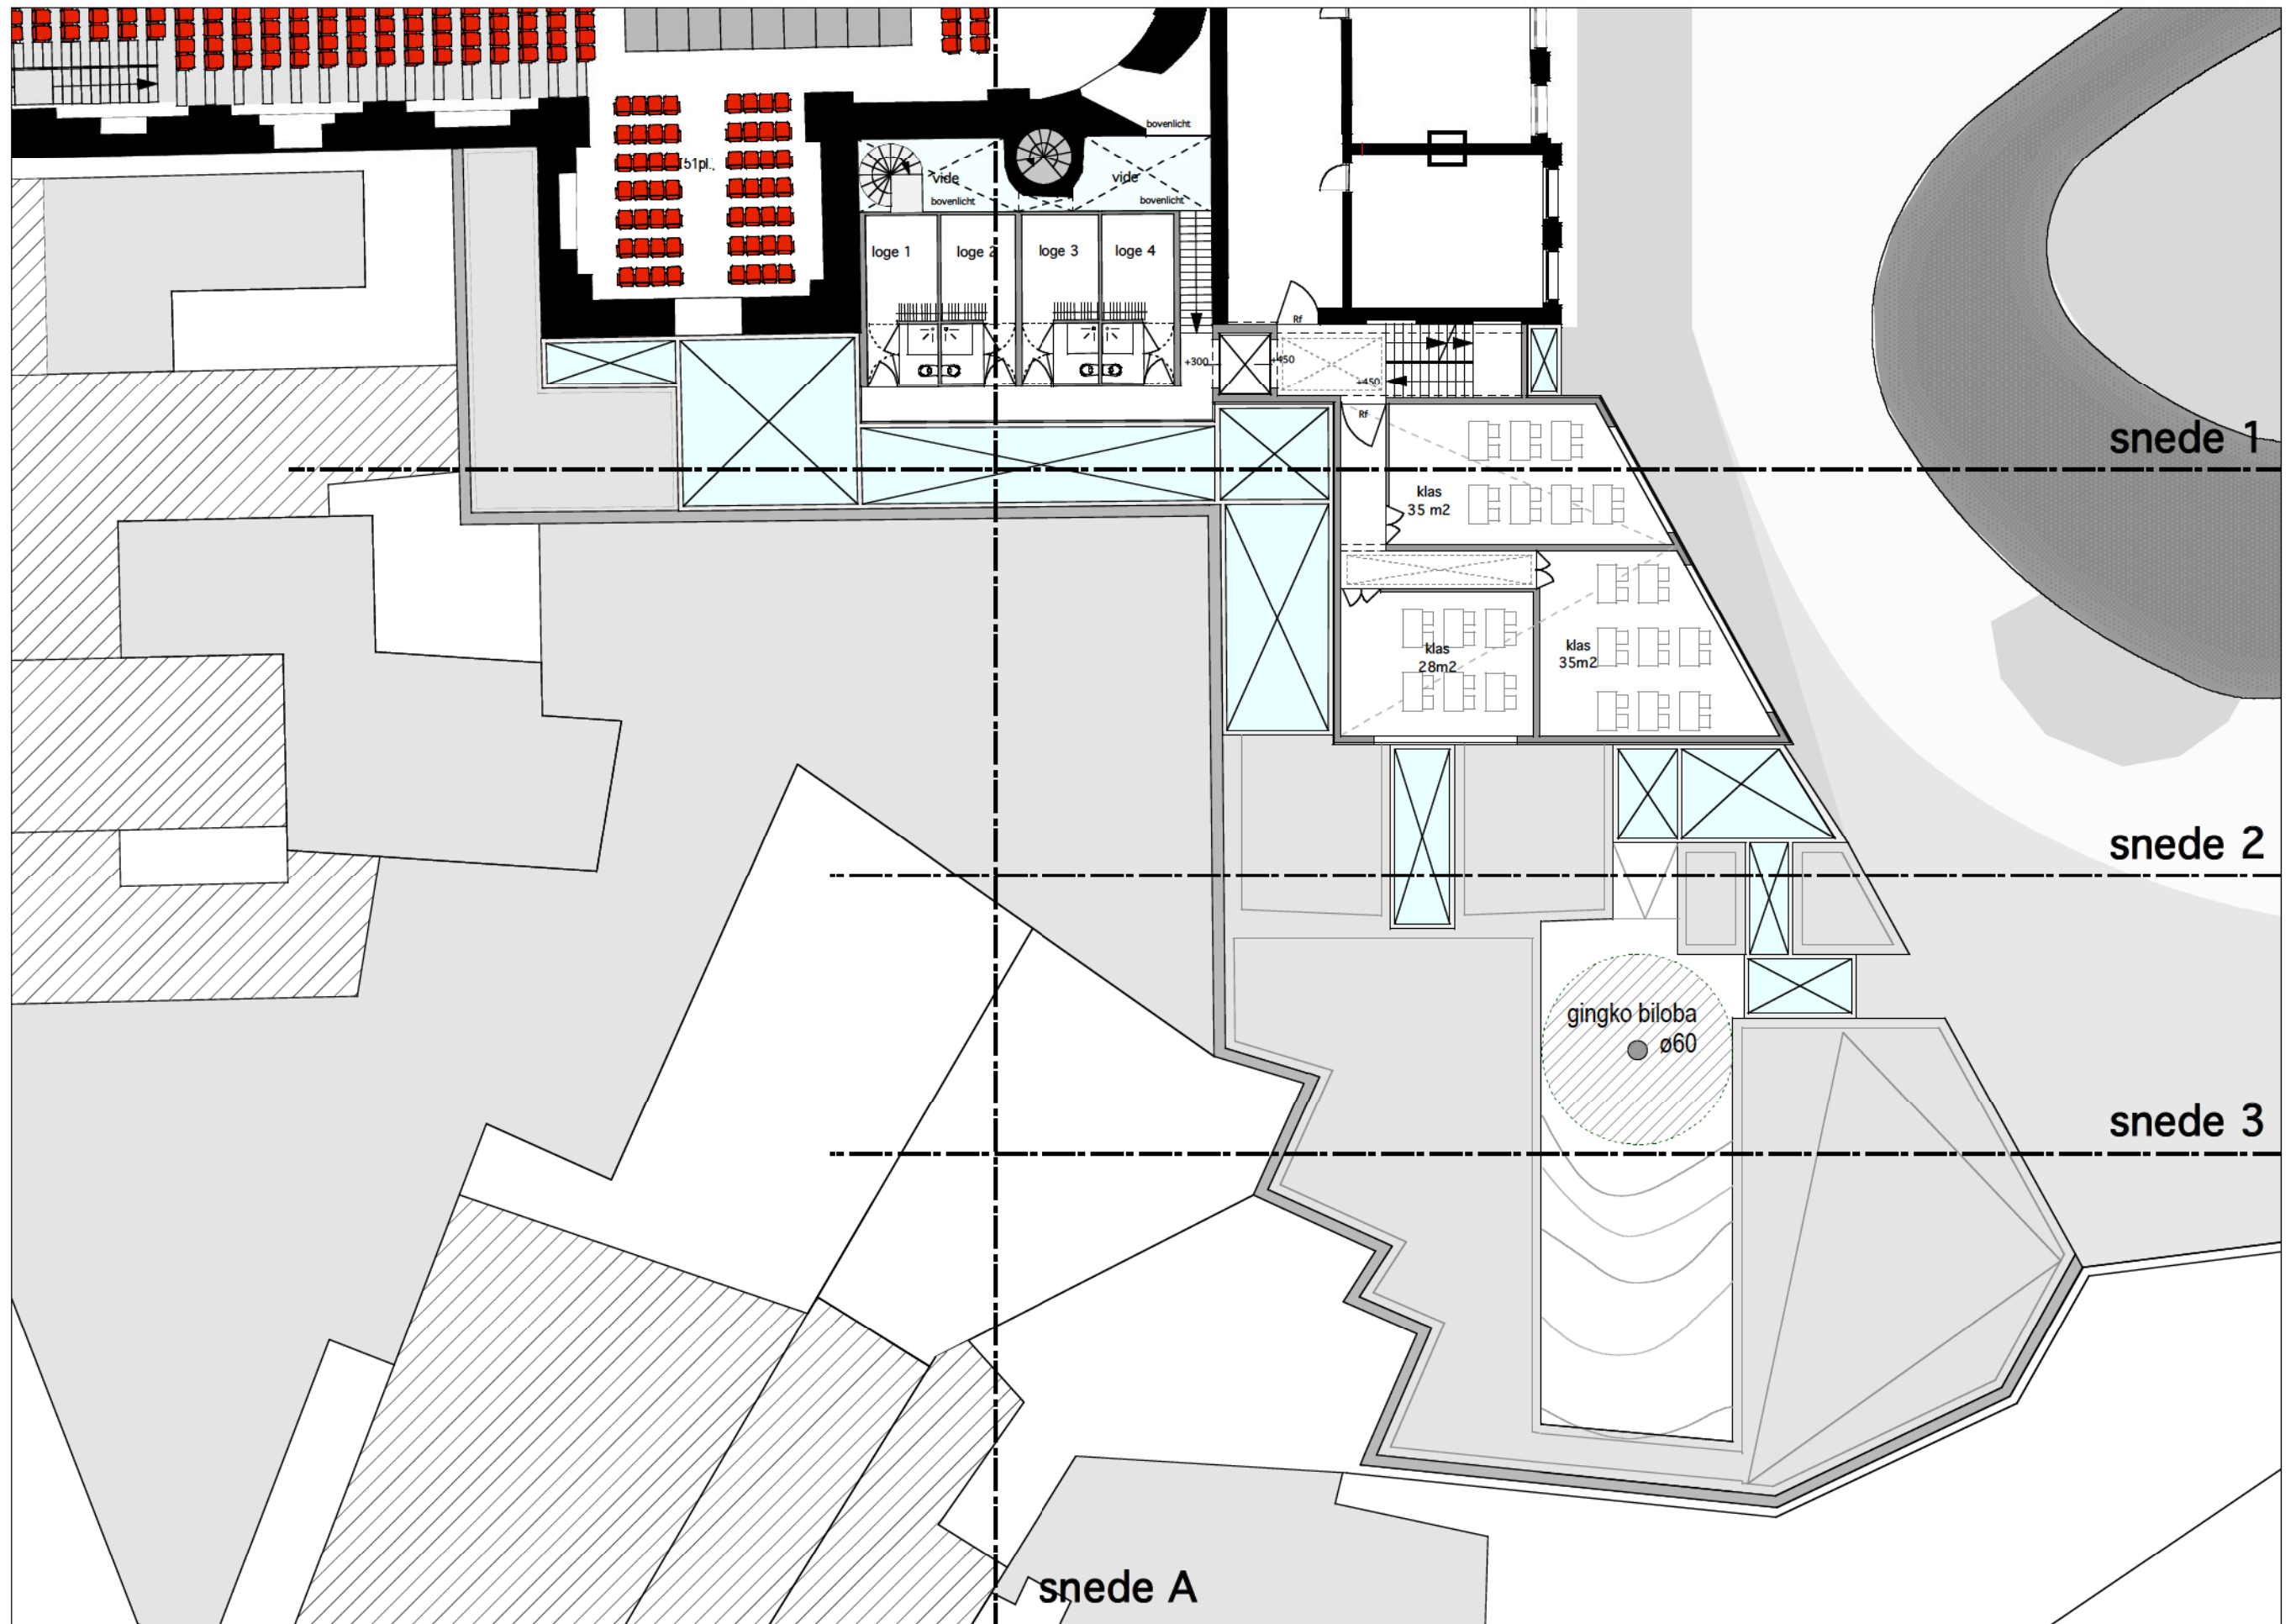 bovenlicht
151pl.
vide
vide
bovenlicht
bovenlicht
loge 1
loge 2
loge 3
loge 4
Rf
+300
+450
+450
Rf
snede 1
klas
35 m2
klas
28m2
klas
35m2
snede 2
gingko biloba
ø60
snede 3
snede A